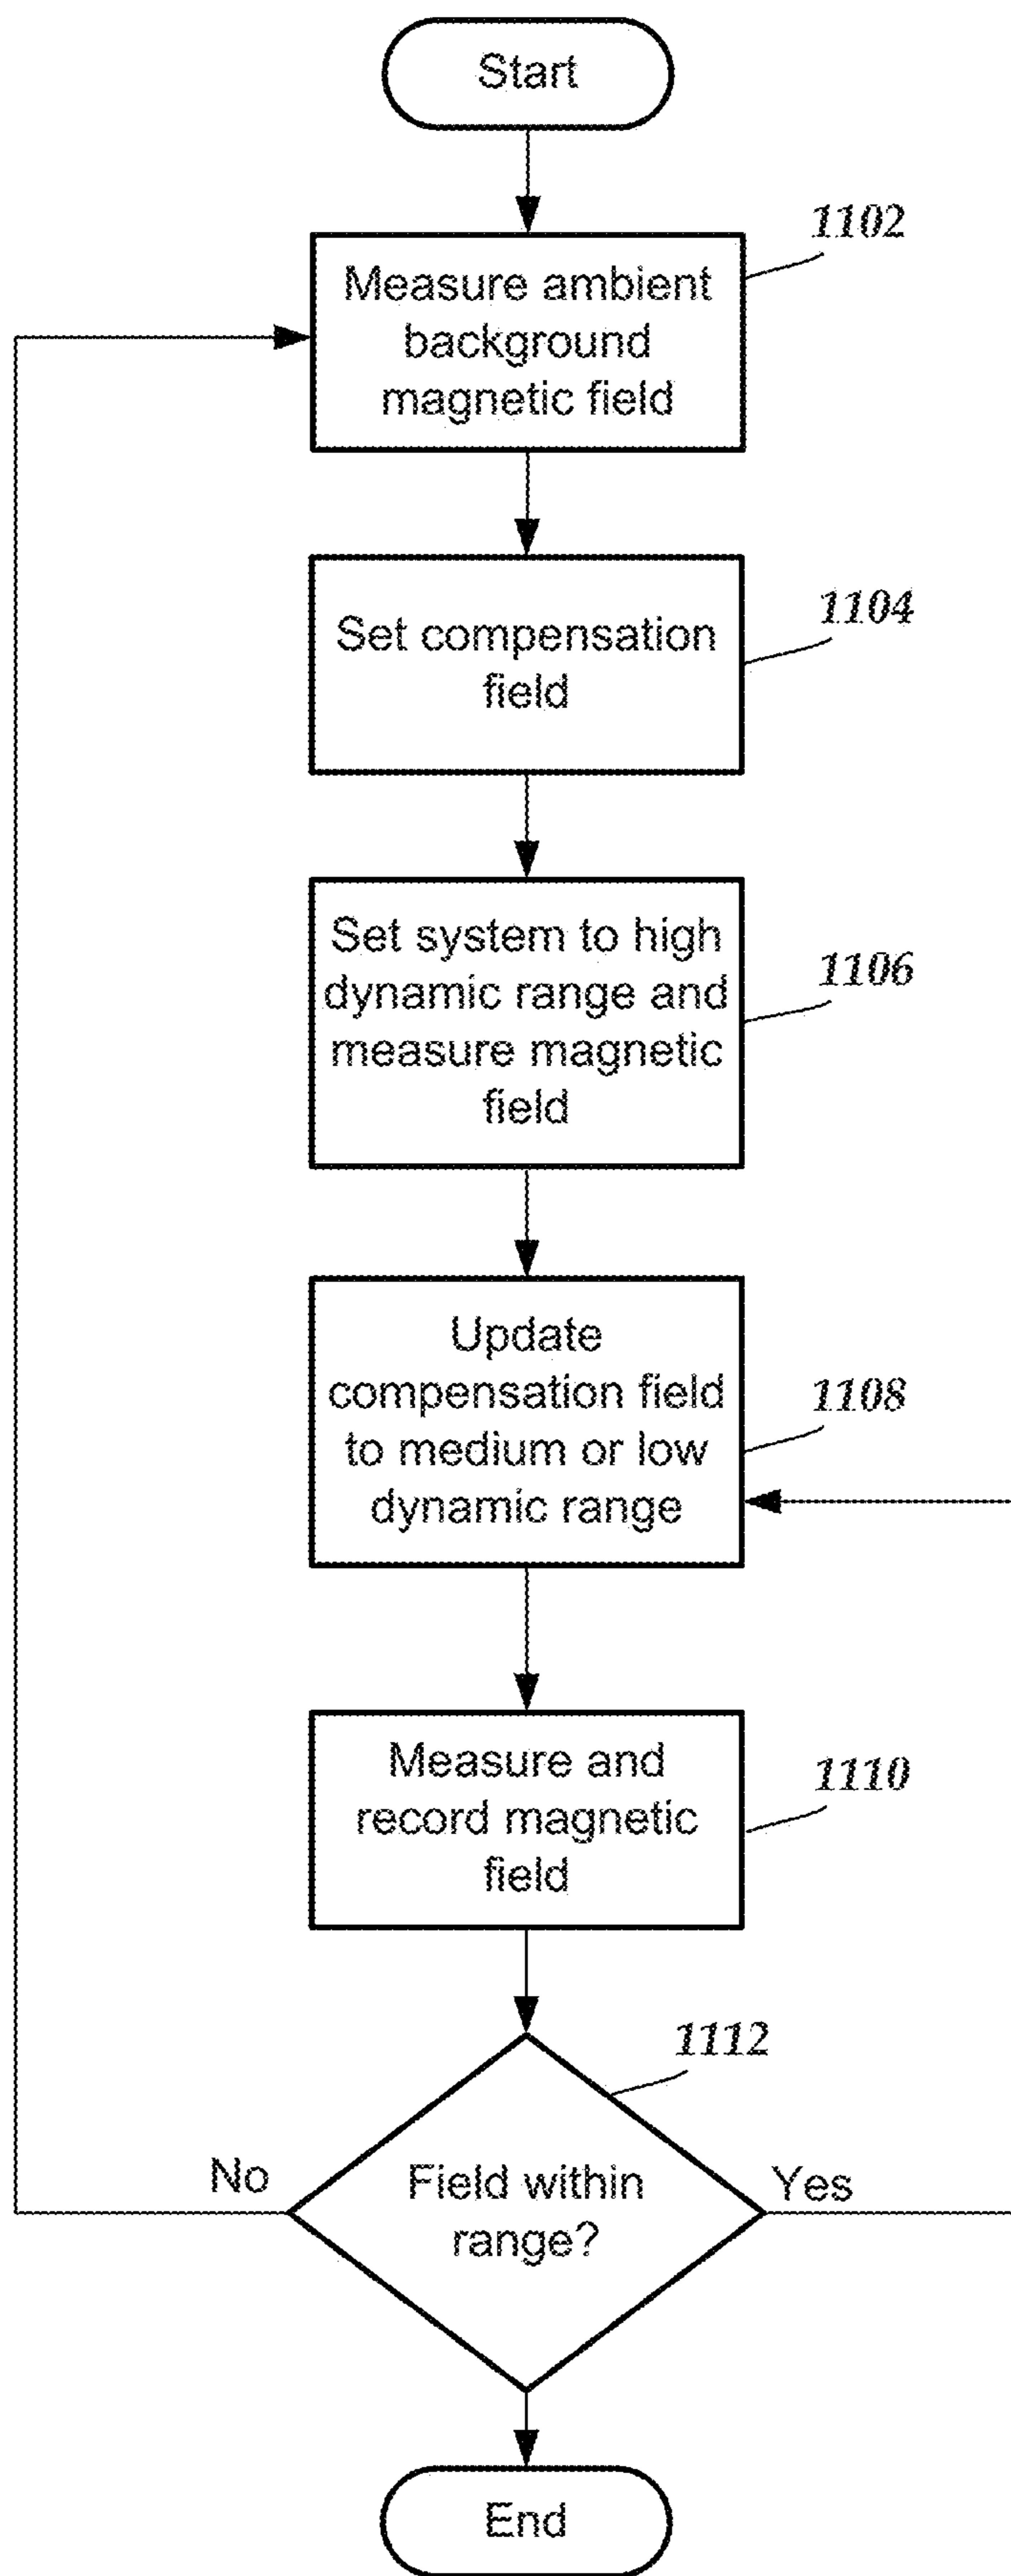 Start
1102
Measure ambient
background
magnetic field
1104
Set compensation
field
1106
Set system to high
dynamic range and
measure magnetic
field
1108
Update
compensation field
to medium or low
dynamic range
1110
Measure and
record magnetic
field
1112
No
Field within
range?
Yes
End